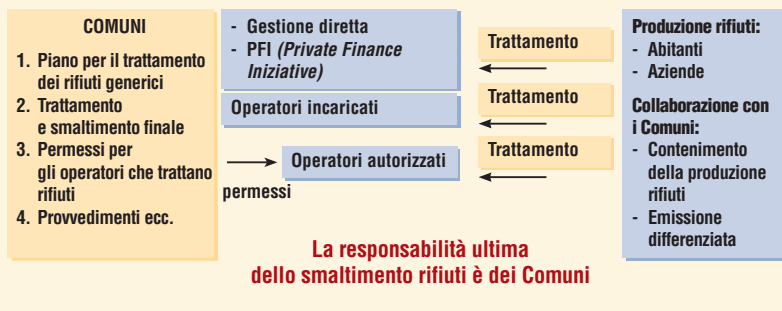 COMUNI
1. Piano per il trattamento
dei rifiuti generici
2. Trattamento
e smaltimento finale
3. Permessi per
gli operatori che trattano
rifiuti
4. Provvedimenti ecc.
- Gestione diretta
- PFI (Private Finance
Iniziative)
Operatori incaricati
Operatori autorizzati
permessi
Trattamento
Trattamento
Trattamento
Produzione rifiuti:
- Abitanti
- Aziende
Collaborazione con
i Comuni:
- Contenimento
della produzione
rifiuti
- Emissione
differenziata
La responsabilità ultima
dello smaltimento rifiuti è dei Comuni